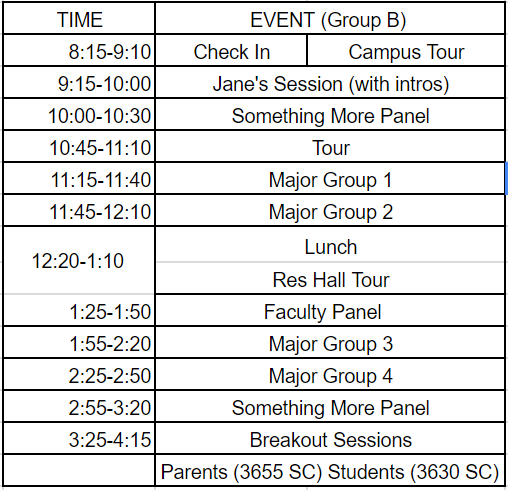 TIME EVENT (Group B)
8:15-9:10 Check In Campus Tour
9:15-10:00 Jane's Session (with intros)
10:00-10:30 Something More Panel
10:45-11:10 Tour
11:15-11:40 Major Group 1
11:45-12:10 Major Group 2
12:20-1:10 Lunch
Res Hall Tour
1:25-1:50 Faculty Panel
1:55-2:20 Major Group 3
2:25-2:50 Major Group 4
2:55-3:20 Something More Panel
3:25-4:15 Breakout Sessions
Parents (3655 SC) Students (3630 SC)